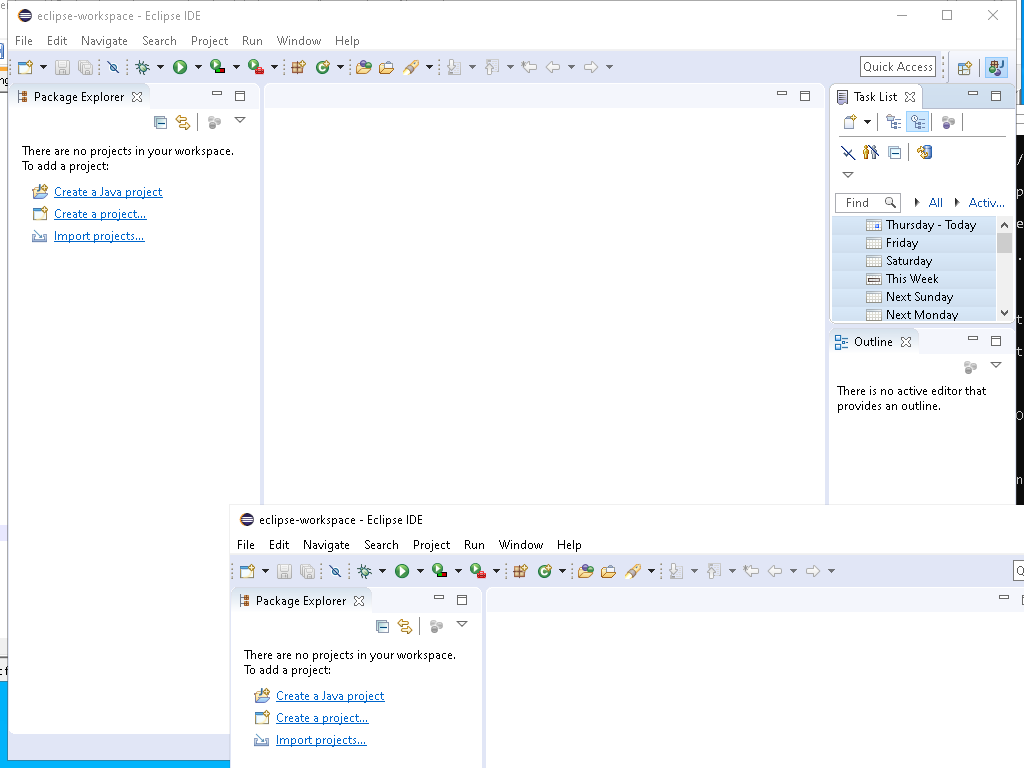 eclipse-workspace - Eclipse IDE
File Edit Navigate Search Project Run Window Help
Quick Access
Package Explorer
There are no projects in your workspace.
To add a project:
Create a Java project
Create a project...
Import projects...
Task List
Find All Activ...
Thursday - Today
Friday
Saturday
This Week
Next Sunday
Next Monday
Outline
There is no active editor that
provides an outline.
eclipse-workspace - Eclipse IDE
File Edit Navigate Search Project Run Window Help
Package Explorer
There are no projects in your workspace.
To add a project:
Create a Java project
Create a project...
Import projects...